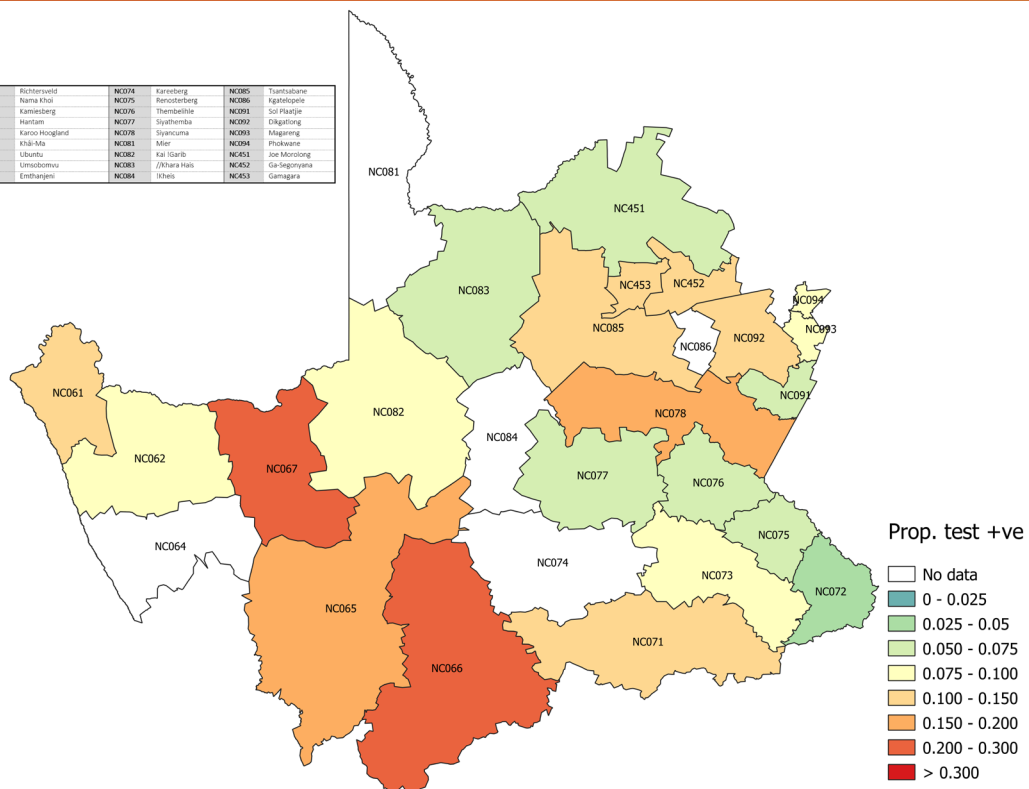 Richtersveld NC074 Kareeberg NC085 Tsantsabane
Nama Khoi NC075 Renosterberg NC086 Kgatelopele
Kamiesberg NC076 Thembelihle NC091 Sol Plaatjie
Hantam NC077 Siyathemba NC092 Dikgatlong
Karoo Hoogland NC078 Siyancuma NC093 Magareng
Khâi-Ma NC081 Mier NC094 Phokwane
Ubuntu NC082 Kai !Garib NC451 Joe Morolong
Umsobomvu NC083 //Khara Hais NC452 Ga-Segonyana
Emthanjeni NC084 !Kheis NC453 Gamagara
NC081
NC451
NC083
NC453
NC452
NC094
NC085
NC093
NC086
NC092
NC061
NC091
NC082
NC078
NC084
NC062
NC067
NC077
NC076
NC075
NC064
NC074
NC073
NC072
NC065
NC071
NC066
Prop. test +ve
No data
0 - 0.025
0.025 - 0.05
0.050 - 0.075
0.075 - 0.100
0.100 - 0.150
0.150 - 0.200
0.200 - 0.300
> 0.300